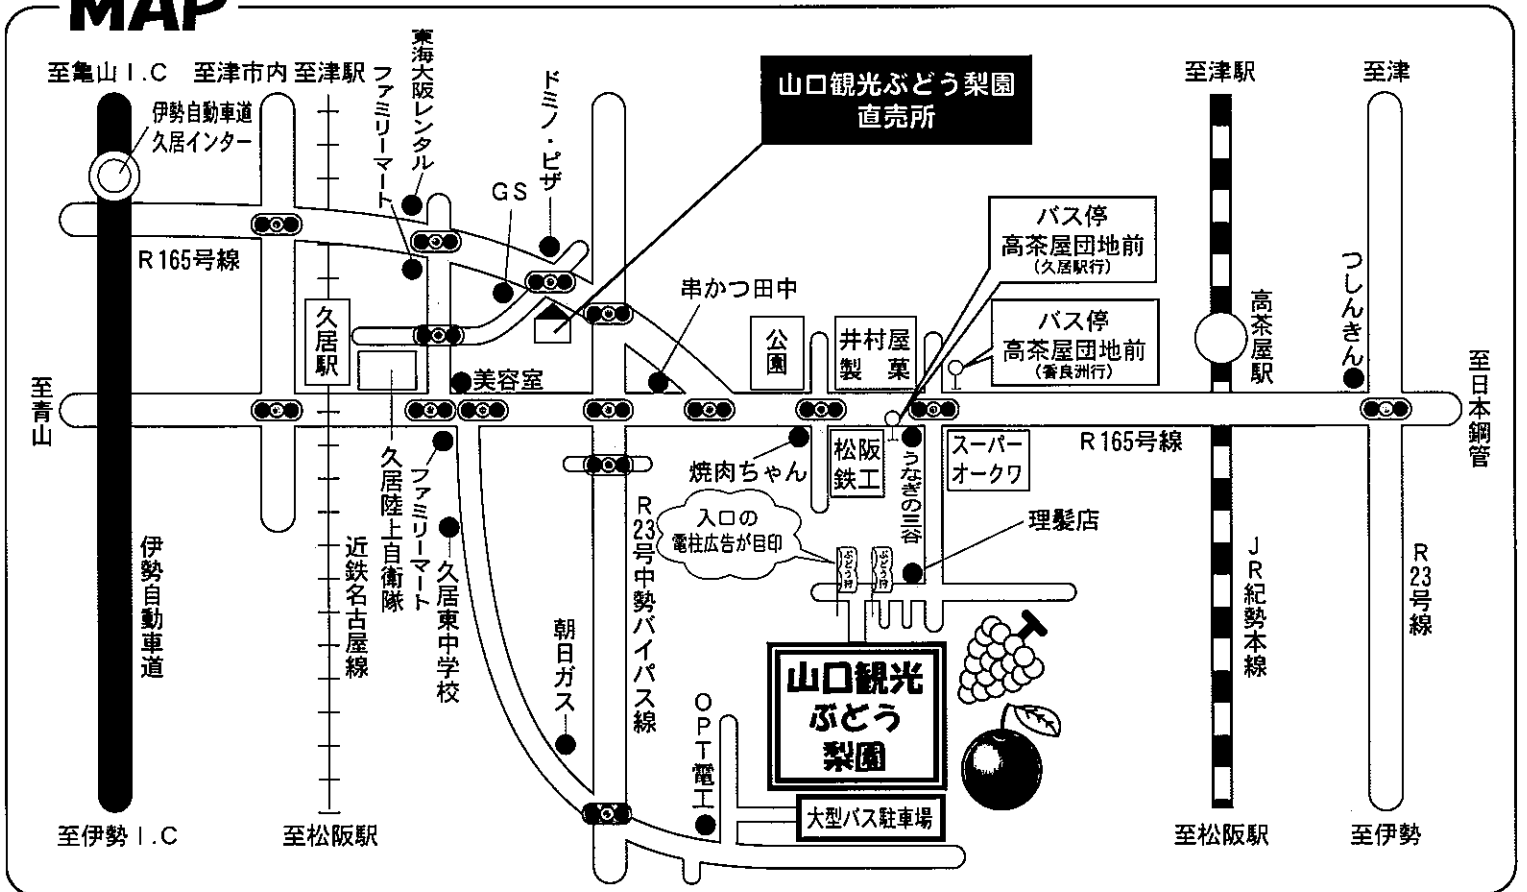 MAP
至亀山I.C
至津市内
至津駅
東海大阪レンタル
ファミリーマート
伊勢自動車道
久居インター
ドミノ・ピザ
GS
山口観光ぶどう梨園
直売所
至津駅
至津
R165号線
バス停
高茶屋団地前
(久居駅行)
つしんきん
串かつ田中
久居駅
公園
井村屋
製菓
バス停
高茶屋団地前
(香良洲行)
高茶屋駅
美容室
至青山
至日本鋼管
R165号線
焼肉ちゃん
松阪
鉄工
うなぎの三谷
スーパー
オークワ
久居陸上自衛隊
ファミリーマート
久居東中学校
R23号中勢バイパス線
入口の
電柱広告が目印
理髪店
ぶどう狩
ぶどう狩
伊勢自動車道
近鉄名古屋線
JR紀勢本線
R23号線
朝日ガス
OPT電工
山口観光
ぶどう
梨園
大型バス駐車場
至伊勢I.C
至松阪駅
至松阪駅
至伊勢